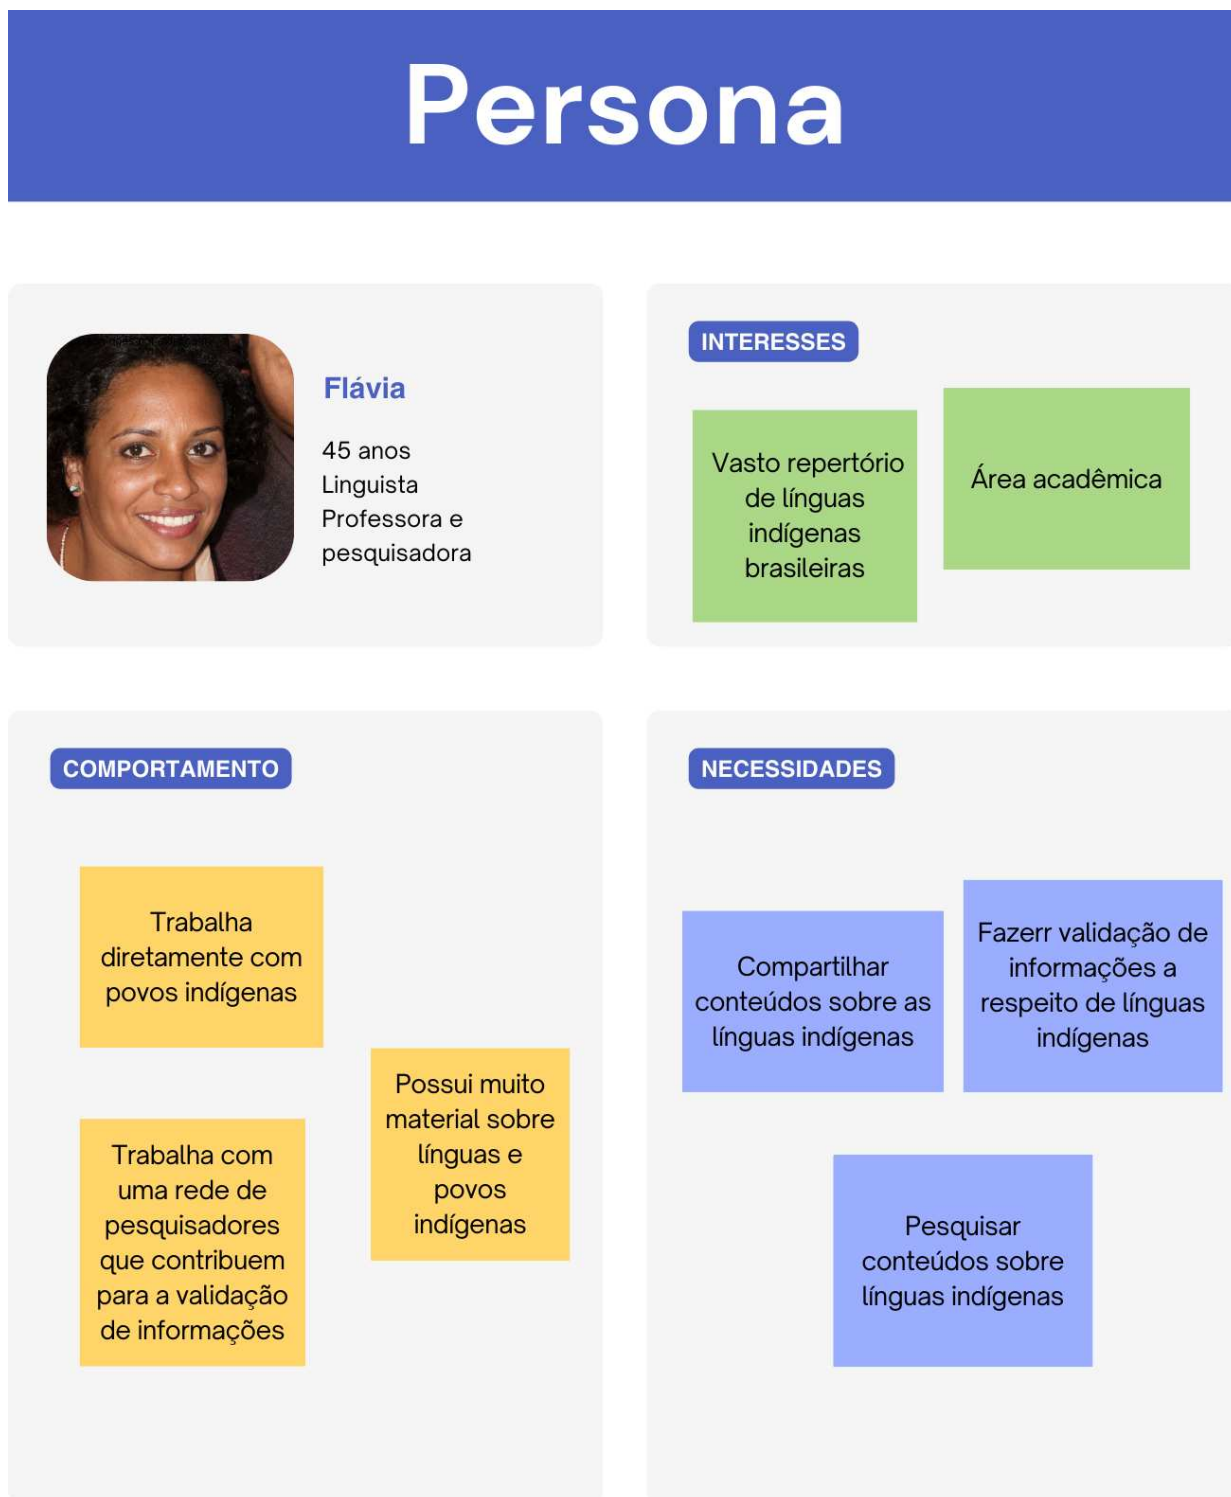 Persona
Flávia
45 anos
Linguista
Professora e
pesquisadora
INTERESSES
Vasto repertório
de línguas
indígenas
brasileiras
Área acadêmica
COMPORTAMENTO
Trabalha
diretamente com
povos indígenas
Possui muito
material sobre
línguas e
povos
indígenas
Trabalha com
uma rede de
pesquisadores
que contribuem
para a validação
de informações
NECESSIDADES
Compartilhar
conteúdos sobre as
línguas indígenas
Fazerr validação de
informações a
respeito de línguas
indígenas
Pesquisar
conteúdos sobre
línguas indígenas